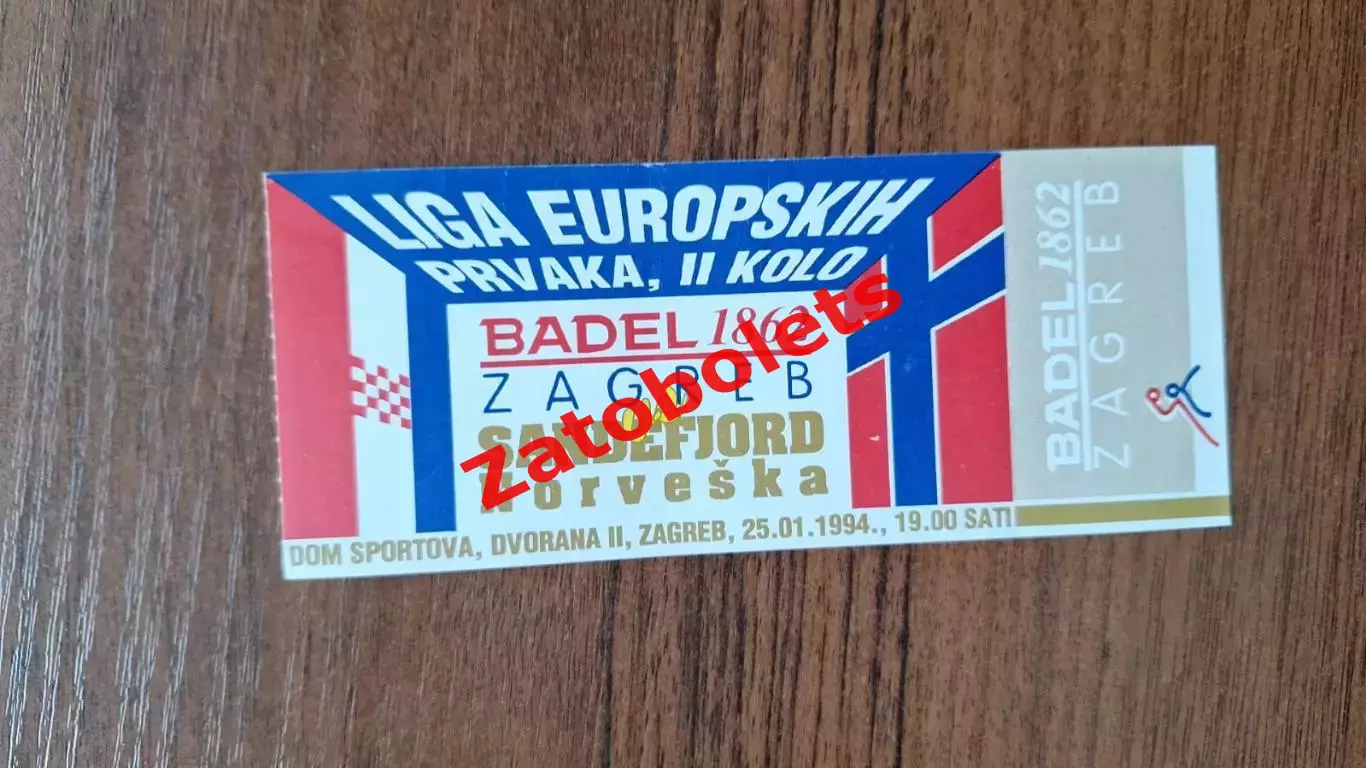 LIGA EUROPSKIH
PRVAKA, II KOLO
BADEL 1862
ZAGREB
SANDEFJORD
Norveška
DOM SPORTOVA, DVORANA II, ZAGREB, 25.01.1994., 19.00 SATI
BADEL 1862
ZAGREB
Zatobolets